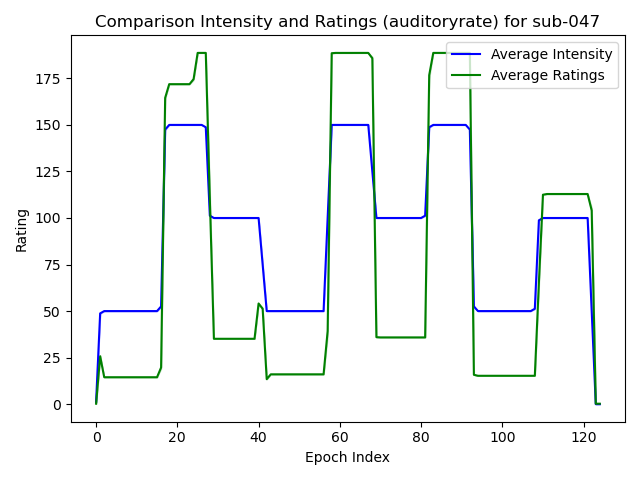 Comparison Intensity and Ratings (auditoryrate) for sub-047
Average Intensity
Average Ratings
Rating
175
150
125
100
75
50
25
0
0 20 40 60 80 100 120
Epoch Index